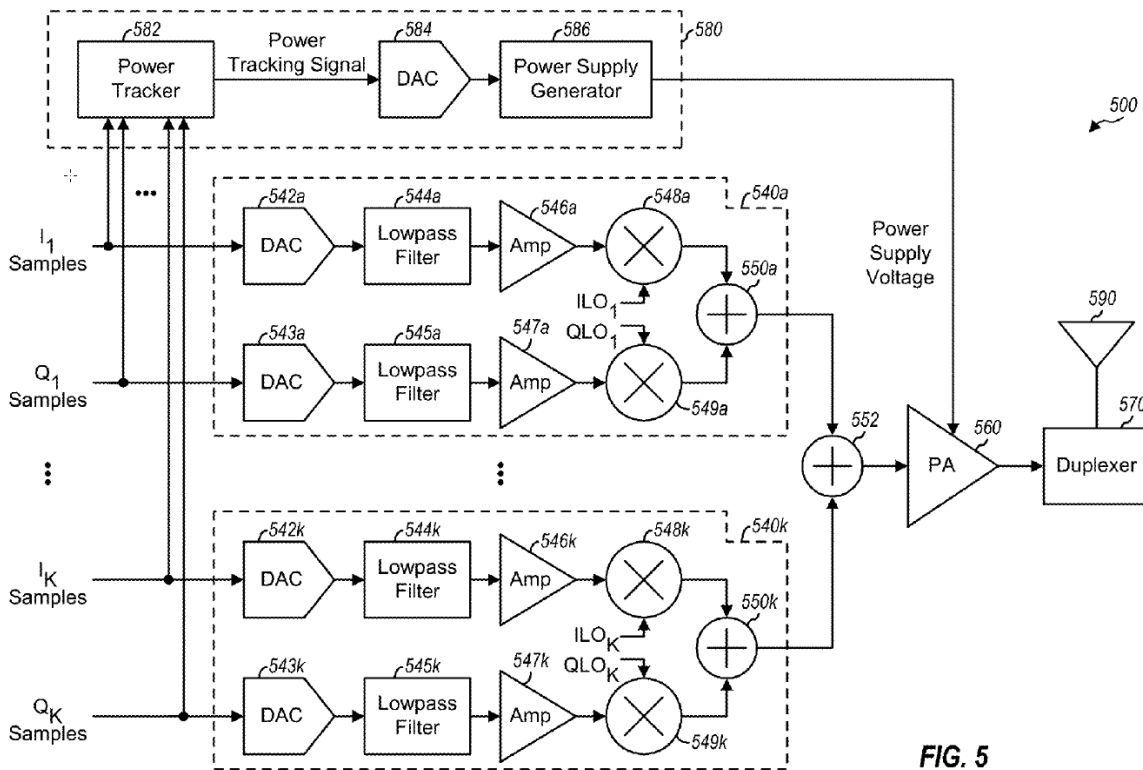 582
Power
Tracker
Power
Tracking Signal
584
DAC
586
Power Supply
Generator
580
500
...
I1
Samples
542a
DAC
544a
Lowpass
Filter
546a
Amp
548a
540a
ILO1
550a
Power
Supply
Voltage
Q1
Samples
543a
DAC
545a
Lowpass
Filter
547a
Amp
QLO1
549a
590
570
552
560
PA
Duplexer
IK
Samples
542k
DAC
544k
Lowpass
Filter
546k
Amp
548k
540k
ILOK
550k
QK
Samples
543k
DAC
545k
Lowpass
Filter
547k
Amp
QLOK
549k
FIG. 5